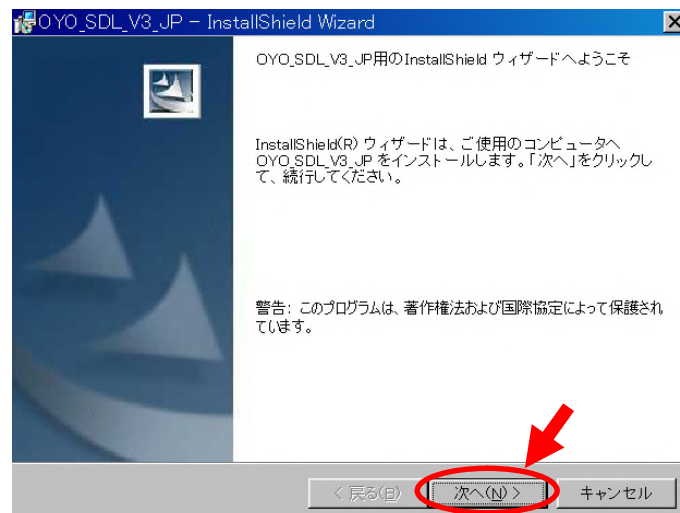 OYO_SDL_V3_JP - InstallShield Wizard
OYO_SDL_V3_JP用のInstallShield ウィザードへようこそ
InstallShield(R) ウィザードは、ご使用のコンピュータへ
OYO_SDL_V3_JP をインストールします。「次へ」をクリックし
て、続行してください。
警告: このプログラムは、著作権法および国際協定によって保護され
ています。
< 戻る(B)
次へ(N) >
キャンセル